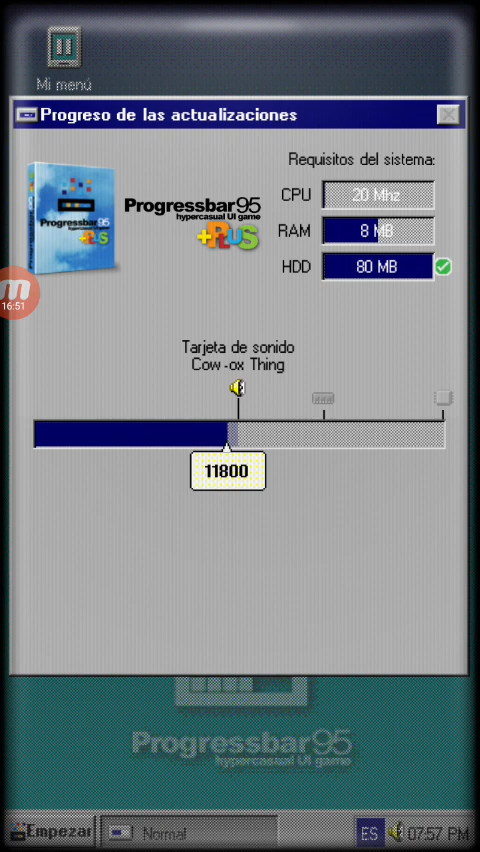 Mi menú
Progreso de las actualizaciones
Requisitos del sistema:
Progressbar95
Progressbar95
hypercasual UI game
+PLUS
CPU 20 Mhz
RAM 8 MB
HDD 80 MB
16:51
Tarjeta de sonido
Cow-ox Thing
11800
Progressbar95
hypercasual UI game
Empezar
Normal
ES
07:57 PM